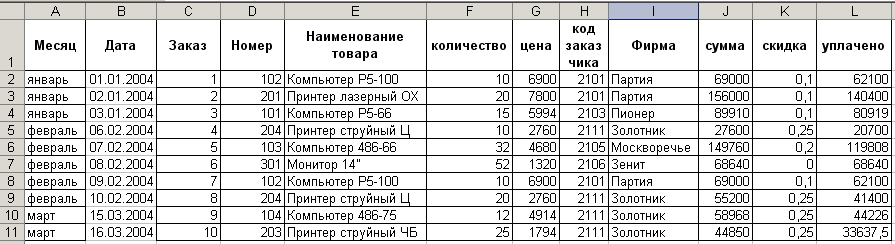 A B C D E F G H I J K L
1 Месяц Дата Заказ Номер Наименование товара количество цена код заказ чика Фирма сумма скидка уплачено
2 январь 01.01.2004 1 102 Компьютер P5-100 10 6900 2101 Партия 69000 0,1 62100
3 январь 02.01.2004 2 201 Принтер лазерный ОХ 20 7800 2101 Партия 156000 0,1 140400
4 январь 03.01.2004 3 101 Компьютер P5-66 15 5994 2103 Пионер 89910 0,1 80919
5 февраль 06.02.2004 4 204 Принтер струйный Ц 10 2760 2111 Золотник 27600 0,25 20700
6 февраль 07.02.2004 5 103 Компьютер 486-66 32 4680 2105 Москворечье 149760 0,2 119808
7 февраль 08.02.2004 6 301 Монитор 14" 52 1320 2106 Зенит 68640 0 68640
8 февраль 09.02.2004 7 102 Компьютер P5-100 10 6900 2101 Партия 69000 0,1 62100
9 февраль 10.02.2004 8 204 Принтер струйный Ц 20 2760 2111 Золотник 55200 0,25 41400
10 март 15.03.2004 9 104 Компьютер 486-75 12 4914 2111 Золотник 58968 0,25 44226
11 март 16.03.2004 10 203 Принтер струйный ЧБ 25 1794 2111 Золотник 44850 0,25 33637,5